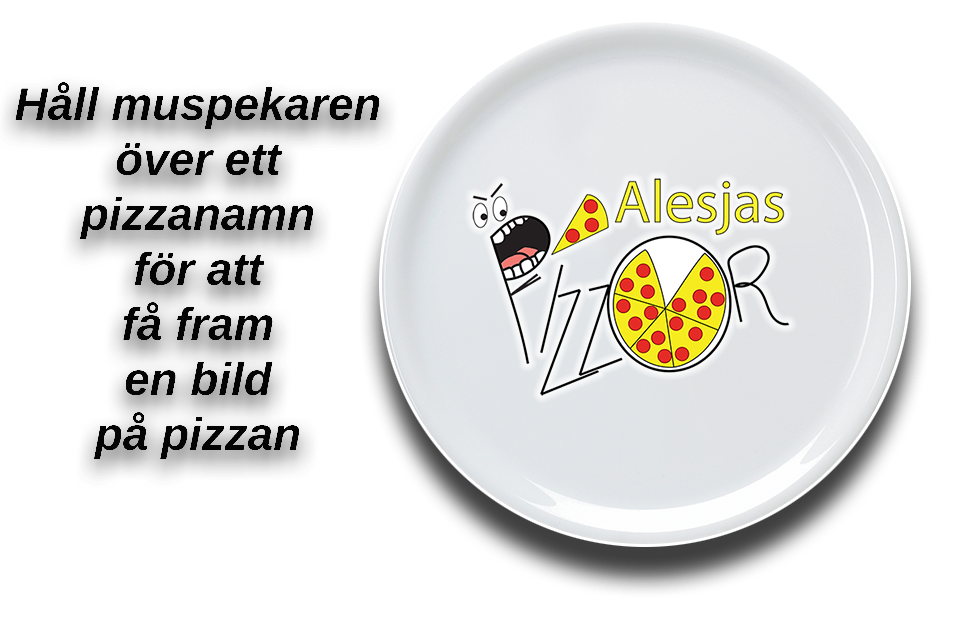 Håll muspekaren
över ett
pizzanamn
för att
få fram
en bild
på pizzan
Alesjas
PIZZOR